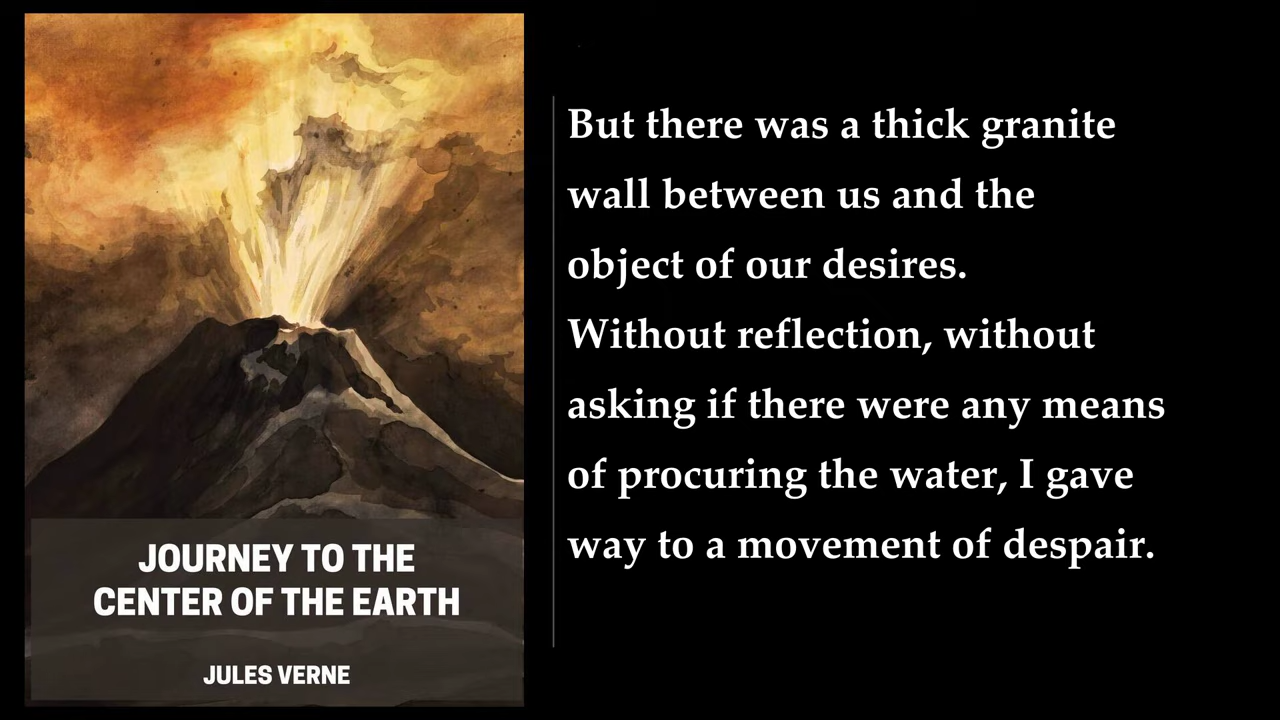 JOURNEY TO THE
CENTER OF THE EARTH
JULES VERNE
But there was a thick granite
wall between us and the
object of our desires.
Without reflection, without
asking if there were any means
of procuring the water, I gave
way to a movement of despair.